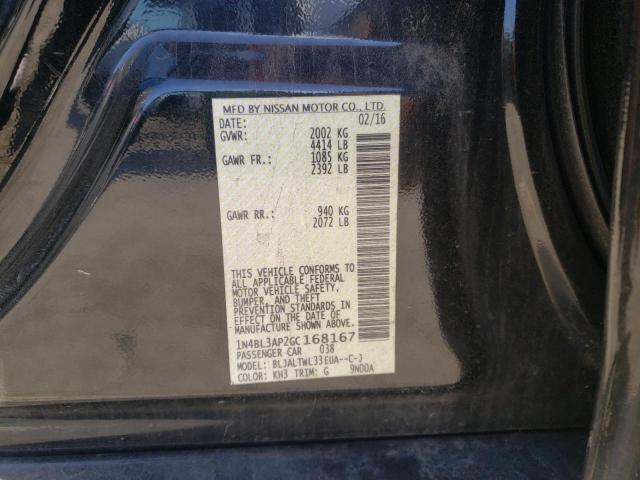 MFD BY NISSAN MOTOR CO., LTD.
DATE: 02/16
GVWR: 2002 KG
4414 LB
GAWR FR.: 1085 KG
2392 LB
GAWR RR.: 940 KG
2072 LB
THIS VEHICLE CONFORMS TO
ALL APPLICABLE FEDERAL
MOTOR VEHICLE SAFETY,
BUMPER, AND THEFT
PREVENTION STANDARDS IN
EFFECT ON THE DATE OF
MANUFACTURE SHOWN ABOVE.
1N4BL3AP2GC168167
PASSENGER CAR 038
MODEL: BLJALTWL33EUA--C-J
COLOR: KH3 TRIM: G 9N00A